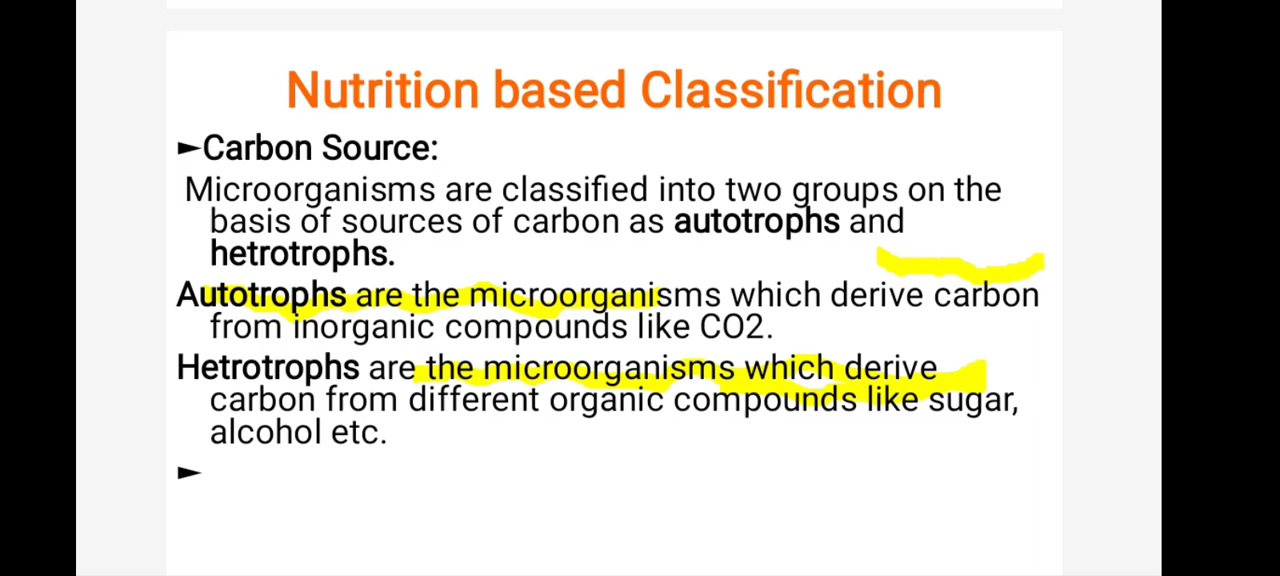 Nutrition based Classification
►Carbon Source:
Microorganisms are classified into two groups on the
basis of sources of carbon as autotrophs and
hetrotrophs.
Autotrophs are the microorganisms which derive carbon
from inorganic compounds like CO2.
Hetrotrophs are the microorganisms which derive
carbon from different organic compounds like sugar,
alcohol etc.
►